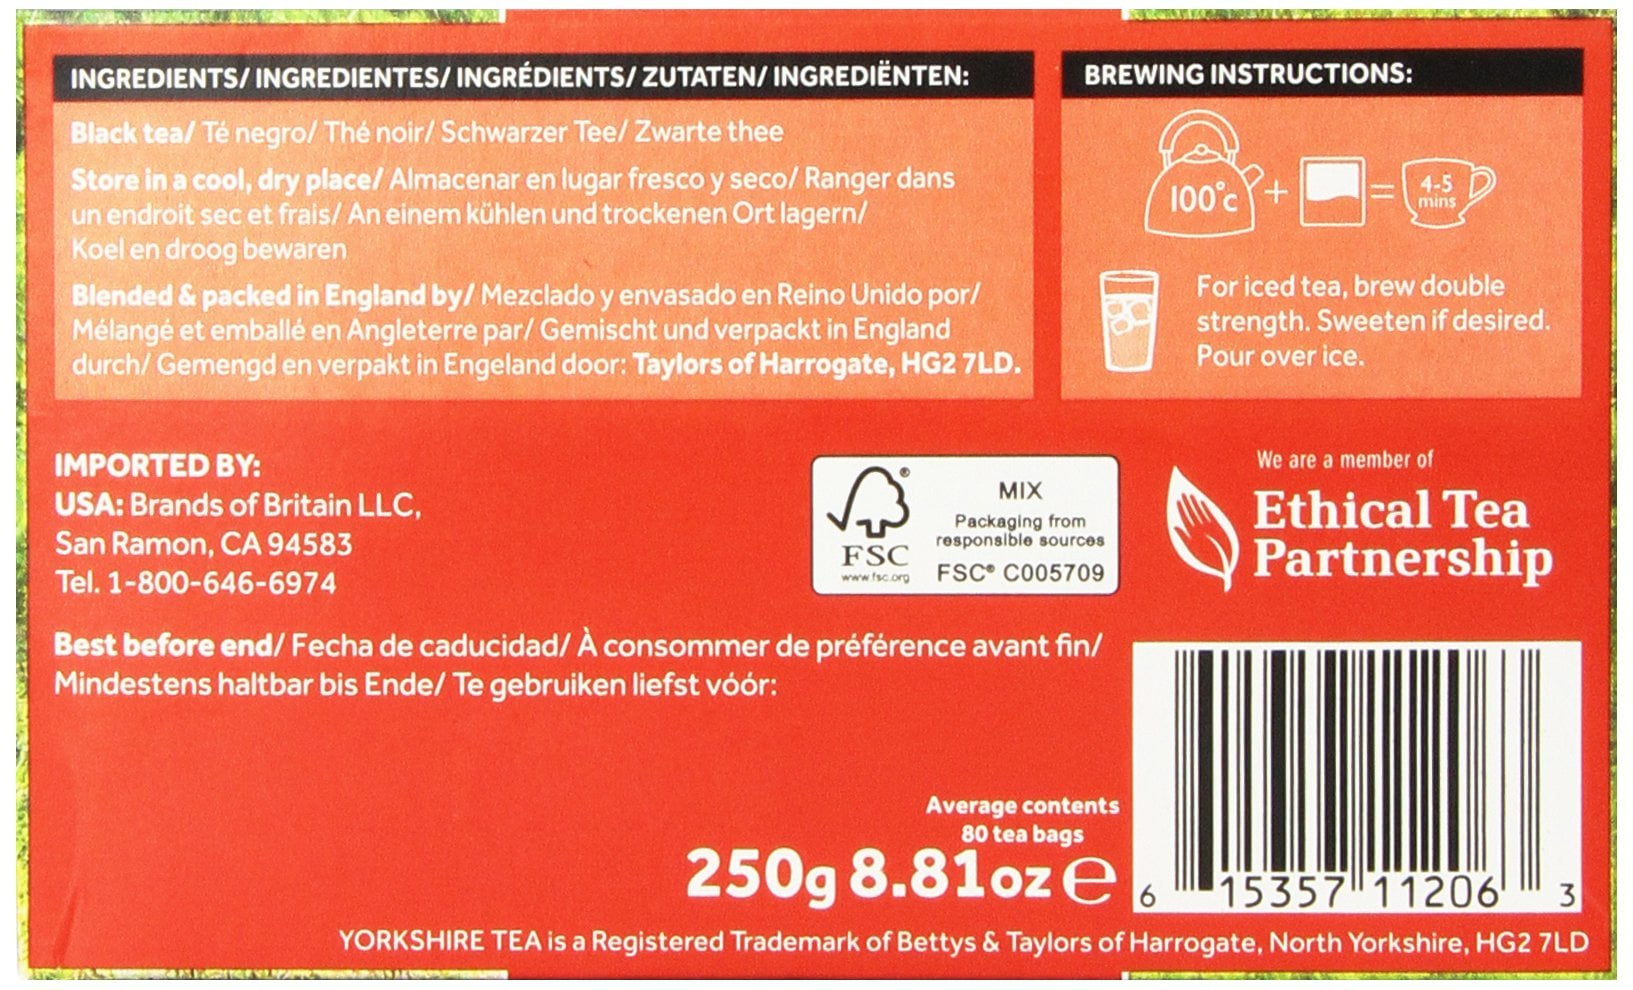 INGREDIENTS/ INGREDIENTES/ INGRÉDIENTS/ ZUTATEN/ INGREDIËNTEN:
Black tea/ Té negro/ Thé noir/ Schwarzer Tee/ Zwarte thee
Store in a cool, dry place/ Almacenar en lugar fresco y seco/ Ranger dans
un endroit sec et frais/ An einem kühlen und trockenen Ort lagern/
Koel en droog bewaren
Blended & packed in England by/ Mezclado y envasado en Reino Unido por/
Mélangé et emballé en Angleterre par/ Gemischt und verpackt in England
durch/ Gemengd en verpakt in Engeland door: Taylors of Harrogate, HG2 7LD.
BREWING INSTRUCTIONS:
100°c + = 4-5
mins
For iced tea, brew double
strength. Sweeten if desired.
Pour over ice.
IMPORTED BY:
USA: Brands of Britain LLC,
San Ramon, CA 94583
Tel. 1-800-646-6974
FSC®
www.fsc.org
MIX
Packaging from
responsible sources
FSC® C005709
We are a member of
Ethical Tea
Partnership
Best before end/ Fecha de caducidad/ À consommer de préférence avant fin/
Mindestens haltbar bis Ende/ Te gebruiken liefst vóór:
Average contents
80 tea bags
250g 8.81oz ℮
6 15357 11206 3
YORKSHIRE TEA is a Registered Trademark of Bettys & Taylors of Harrogate, North Yorkshire, HG2 7LD